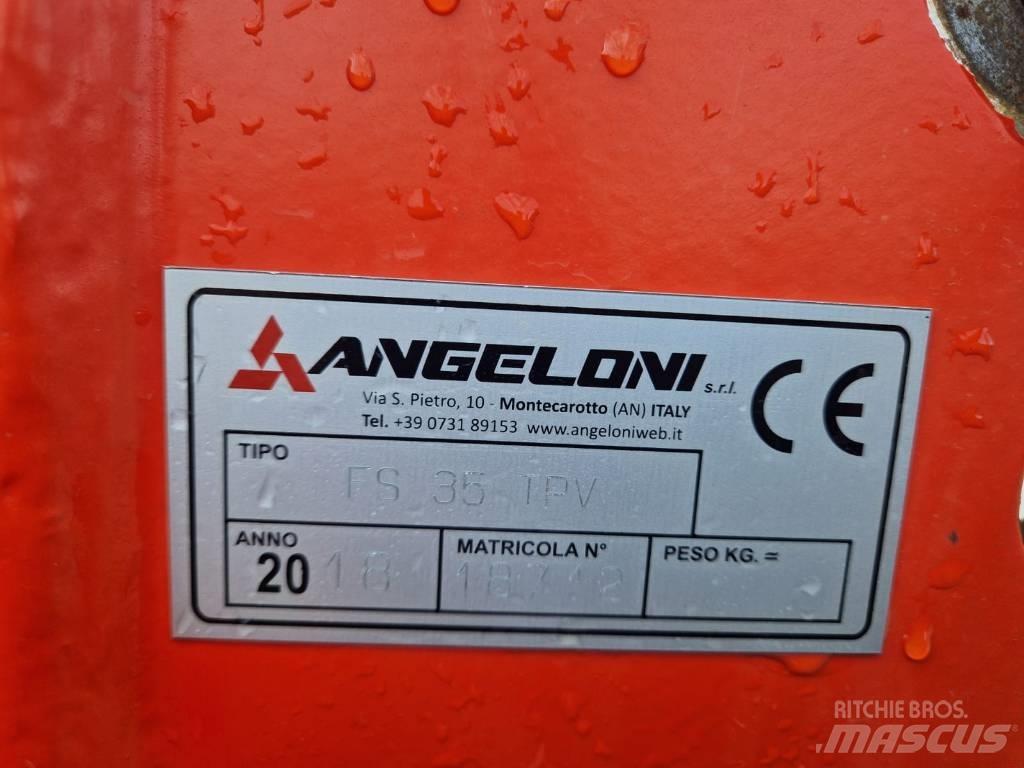 ANGELONI s.r.l.
Via S. Pietro, 10 - Montecarotto (AN) ITALY
Tel. +39 0731 89153 www.angeloniweb.it
CE
TIPO
FS 35 TPV
ANNO
2018
MATRICOLA N°
PESO KG. =
RITCHIE BROS.
MASCUS